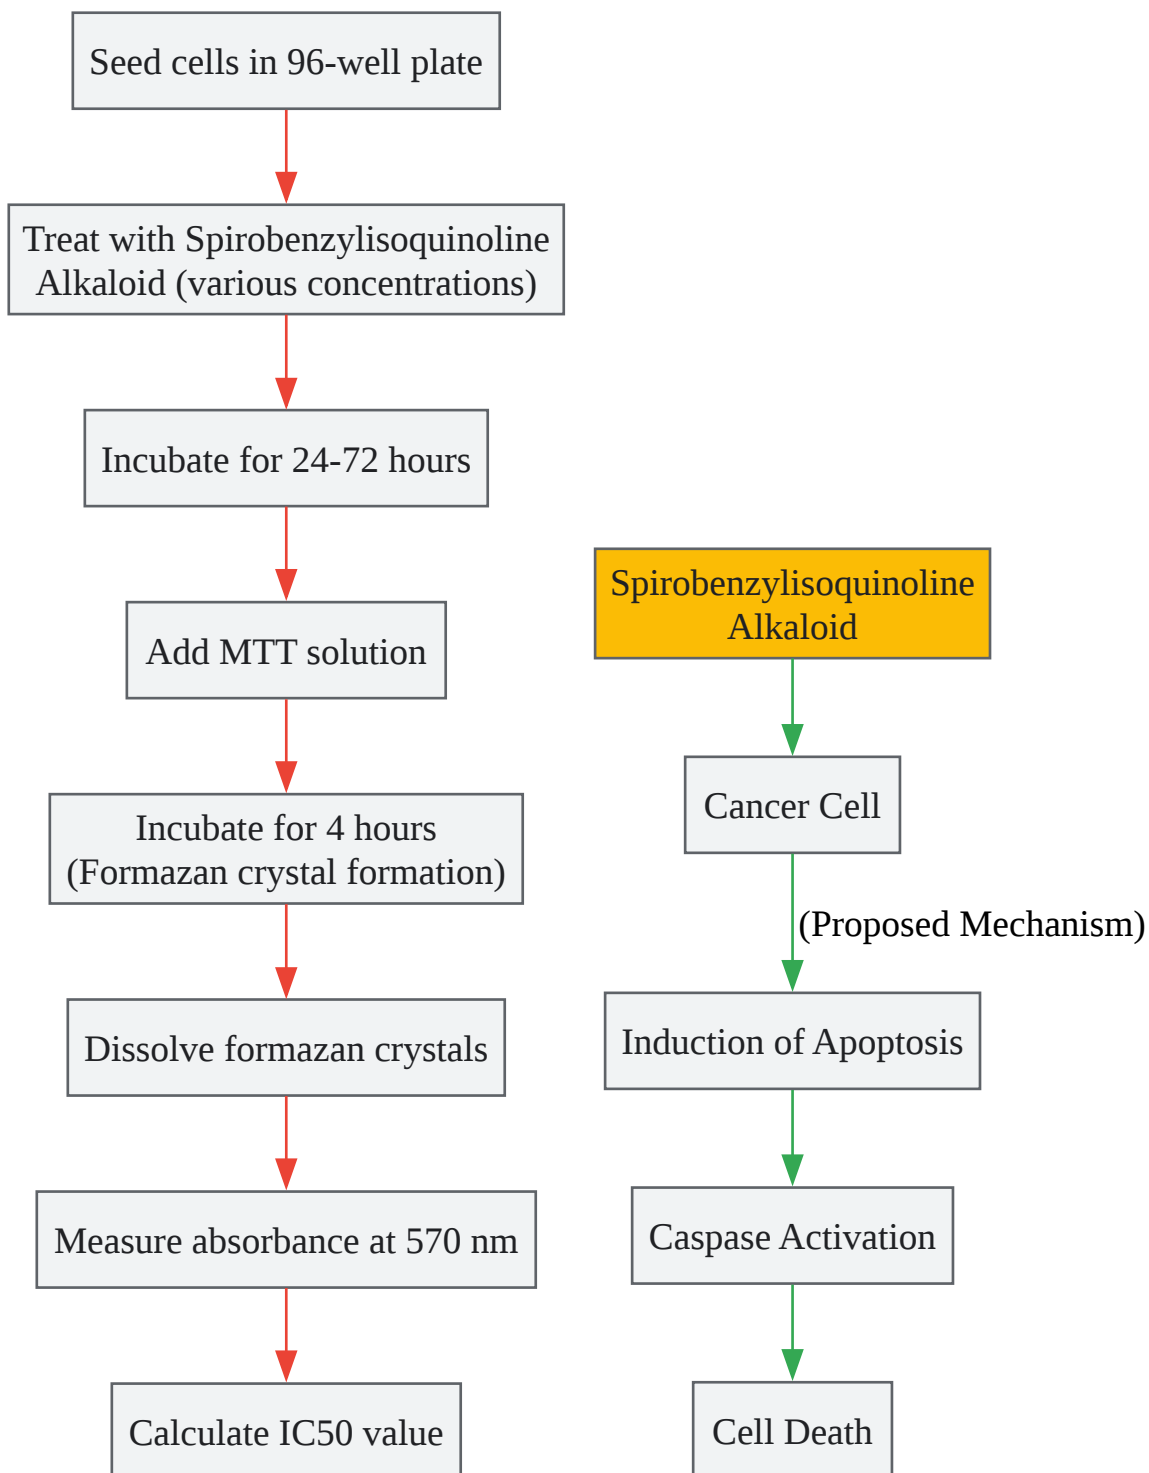 Seed cells in 96-well plate
Treat with Spirobenzylisoquinoline
Alkaloid (various concentrations)
Incubate for 24-72 hours
Add MTT solution
Incubate for 4 hours
(Formazan crystal formation)
Dissolve formazan crystals
Measure absorbance at 570 nm
Calculate IC50 value
Spirobenzylisoquinoline
Alkaloid
Cancer Cell
(Proposed Mechanism)
Induction of Apoptosis
Caspase Activation
Cell Death